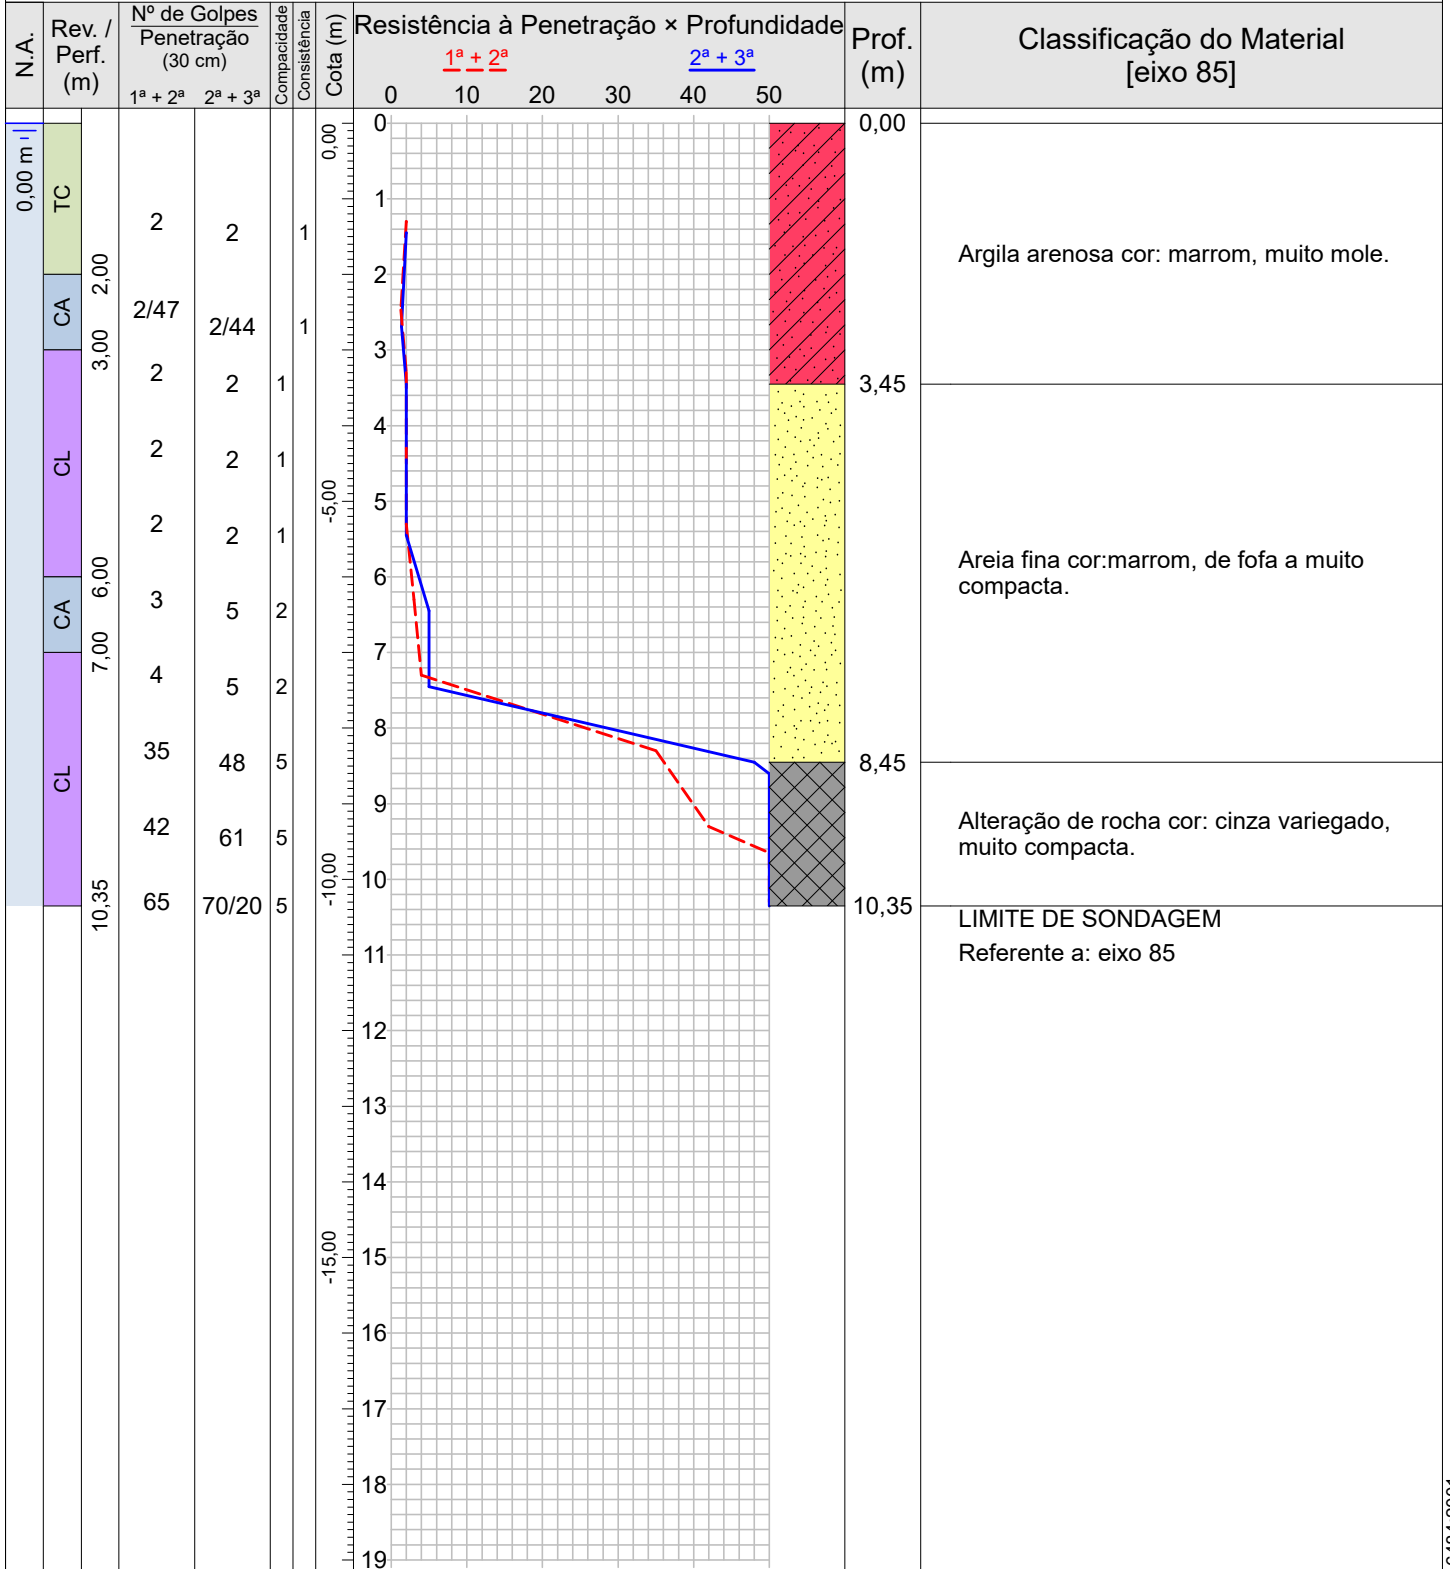 N.A.
Rev. /
Perf.
(m)
Nº de Golpes
Penetração
(30 cm)
1ª + 2ª 2ª + 3ª
Compacidade
Consistência
Cota (m)
Resistência à Penetração × Profundidade
1ª + 2ª 2ª + 3ª
0 10 20 30 40 50
Prof.
(m)
Classificação do Material
[eixo 85]
0,00 m
TC
2,00
CA
3,00
CL
6,00
CA
7,00
CL
10,35
2 2 1
2/47 2/44 1
2 2 1
2 2 1
2 2 1
3 5 2
4 5 2
35 48 5
42 61 5
65 70/20 5
0,00
-5,00
-10,00
-15,00
0
1
2
3
4
5
6
7
8
9
10
11
12
13
14
15
16
17
18
19
0,00
3,45
8,45
10,35
Argila arenosa cor: marrom, muito mole.
Areia fina cor:marrom, de fofa a muito
compacta.
Alteração de rocha cor: cinza variegado,
muito compacta.
LIMITE DE SONDAGEM
Referente a: eixo 85